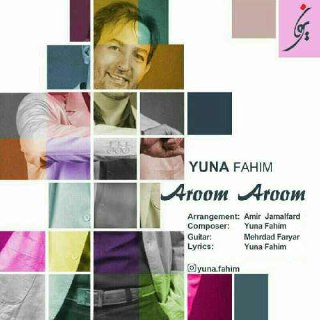 YUNA FAHIM
Aroom Aroom
Arrangement: Amir Jamalfard
Composer: Yuna Fahim
Guitar: Mehrdad Faryar
Lyrics: Yuna Fahim
yuna.fahim